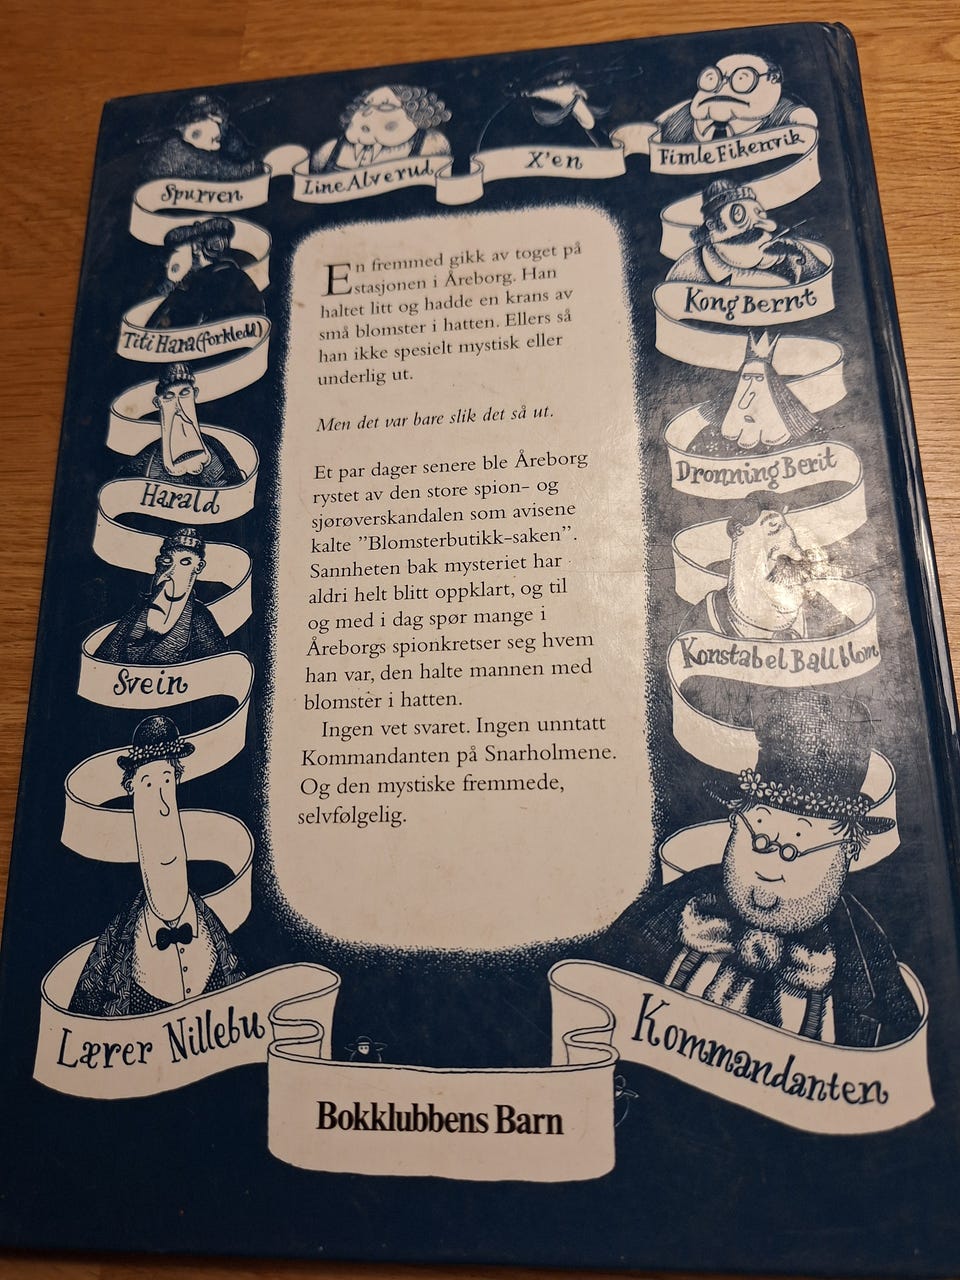 Spurven
Line Alverud
X'en
Fimle Fikenvik
Titi Hara (forkledd)
Kong Bernt
Harald
Dronning Berit
Svein
Konstabel Ballblom
En fremmed gikk av toget på
stasjonen i Åreborg. Han
haltet litt og hadde en krans av
små blomster i hatten. Ellers så
han ikke spesielt mystisk eller
underlig ut.
Men det var bare slik det så ut.
Et par dager senere ble Åreborg
rystet av den store spion- og
sjørøverskandalen som avisene
kalte ”Blomsterbutikk-saken”.
Sannheten bak mysteriet har
aldri helt blitt oppklart, og til
og med i dag spør mange i
Åreborgs spionkretser seg hvem
han var, den halte mannen med
blomster i hatten.
Ingen vet svaret. Ingen unntatt
Kommandanten på Snarholmene.
Og den mystiske fremmede,
selvfølgelig.
Lærer Nillebu
Kommandanten
Bokklubbens Barn